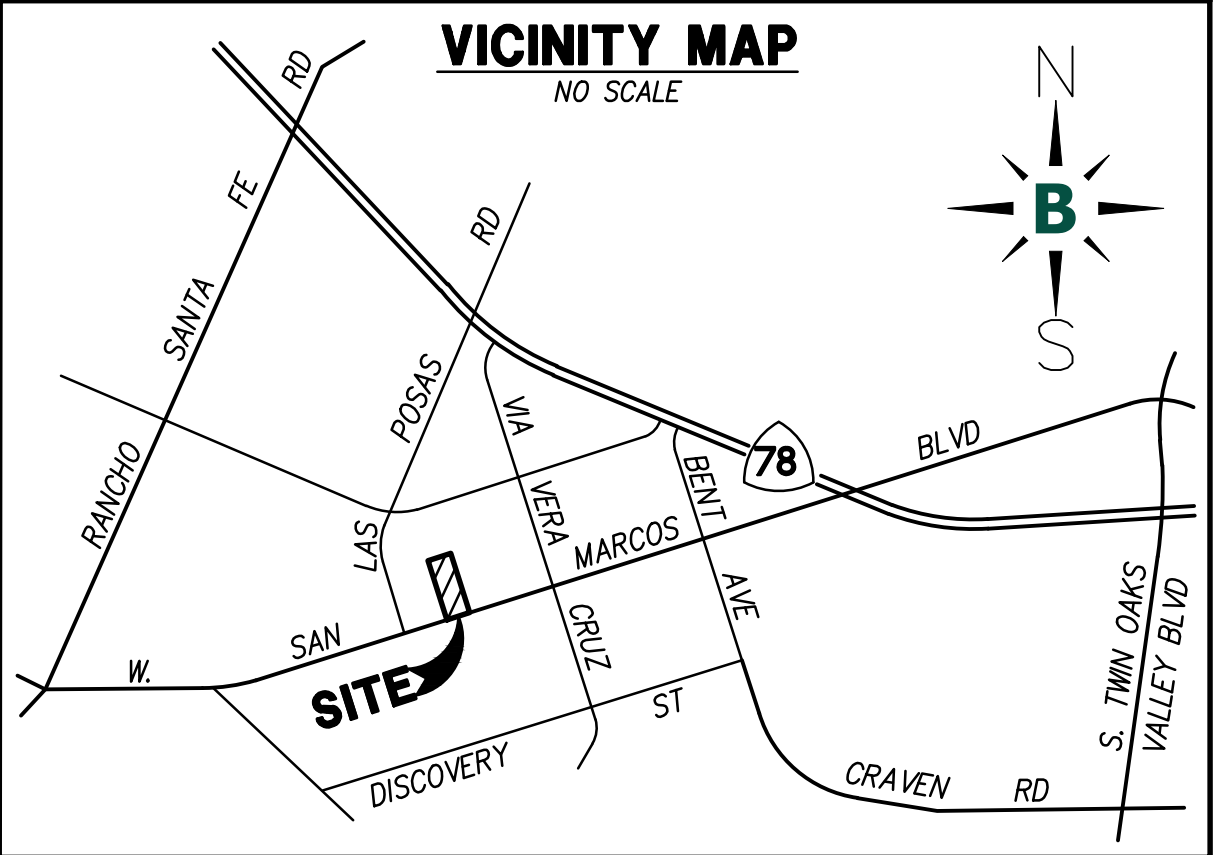 VICINITY MAP
NO SCALE
N
B
S
RANCHO SANTA FE RD
LAS POSAS RD
VIA VERA CRUZ
BENT AVE
78
W. SAN MARCOS BLVD
SITE
DISCOVERY ST
CRAVEN RD
S. TWIN OAKS
VALLEY BLVD